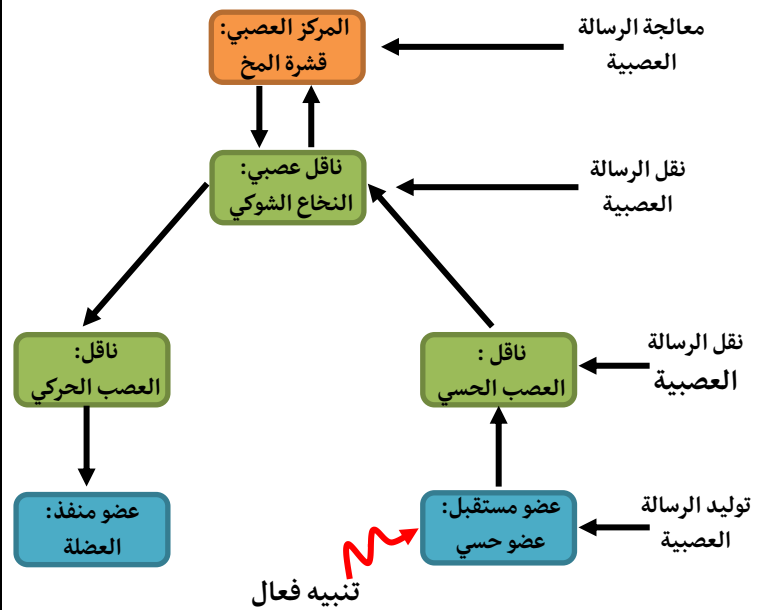 المركز العصبي:
قشرة المخ
معالجة الرسالة
العصبية
ناقل عصبي:
النخاع الشوكي
نقل الرسالة
العصبية
ناقل :
العصب الحسي
نقل الرسالة
العصبية
ناقل:
العصب الحركي
عضو مستقبل:
عضو حسي
توليد الرسالة
العصبية
عضو منفذ:
العضلة
تنبيه فعال